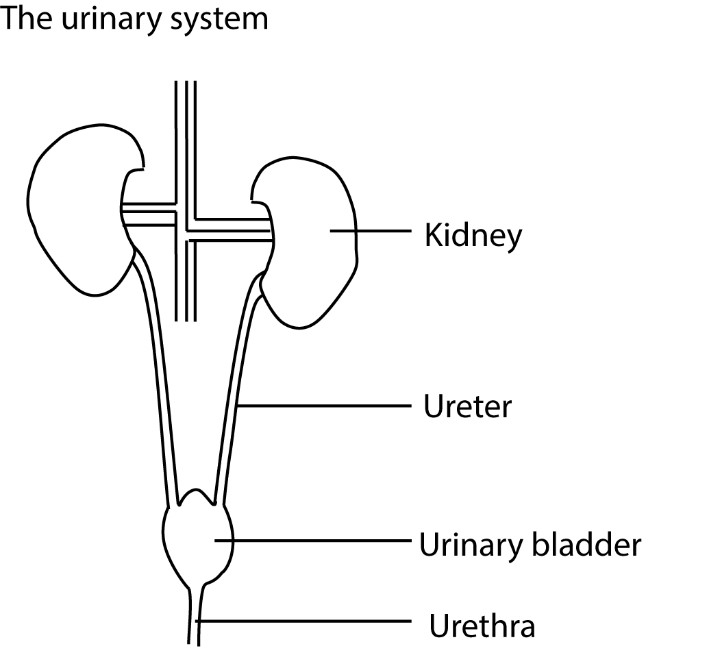 The urinary system
Kidney
Ureter
Urinary bladder
Urethra